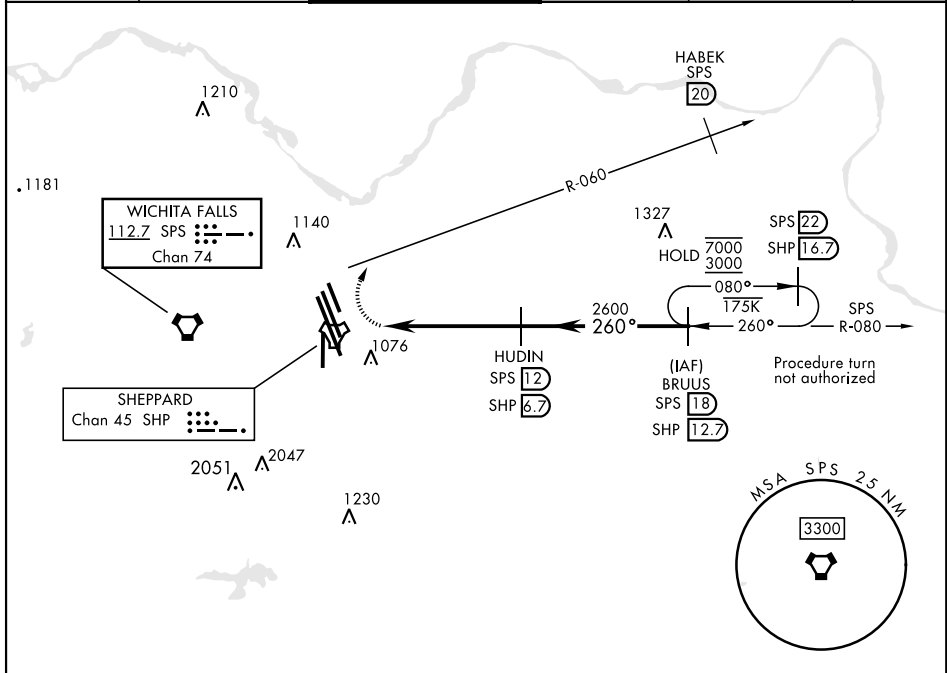 HABEK
SPS
20
1210
R-060
.1181
WICHITA FALLS
112.7 SPS
Chan 74
1140
1327
SPS 22
SHP 16.7
HOLD 7000
3000
080°
175K
260°
SPS
R-080
2600
260°
1076
HUDIN
SPS 12
SHP 6.7
(IAF)
BRUUS
SPS 18
SHP 12.7
Procedure turn
not authorized
SHEPPARD
Chan 45 SHP
2051
2047
1230
MSA SPS 25 NM
3300